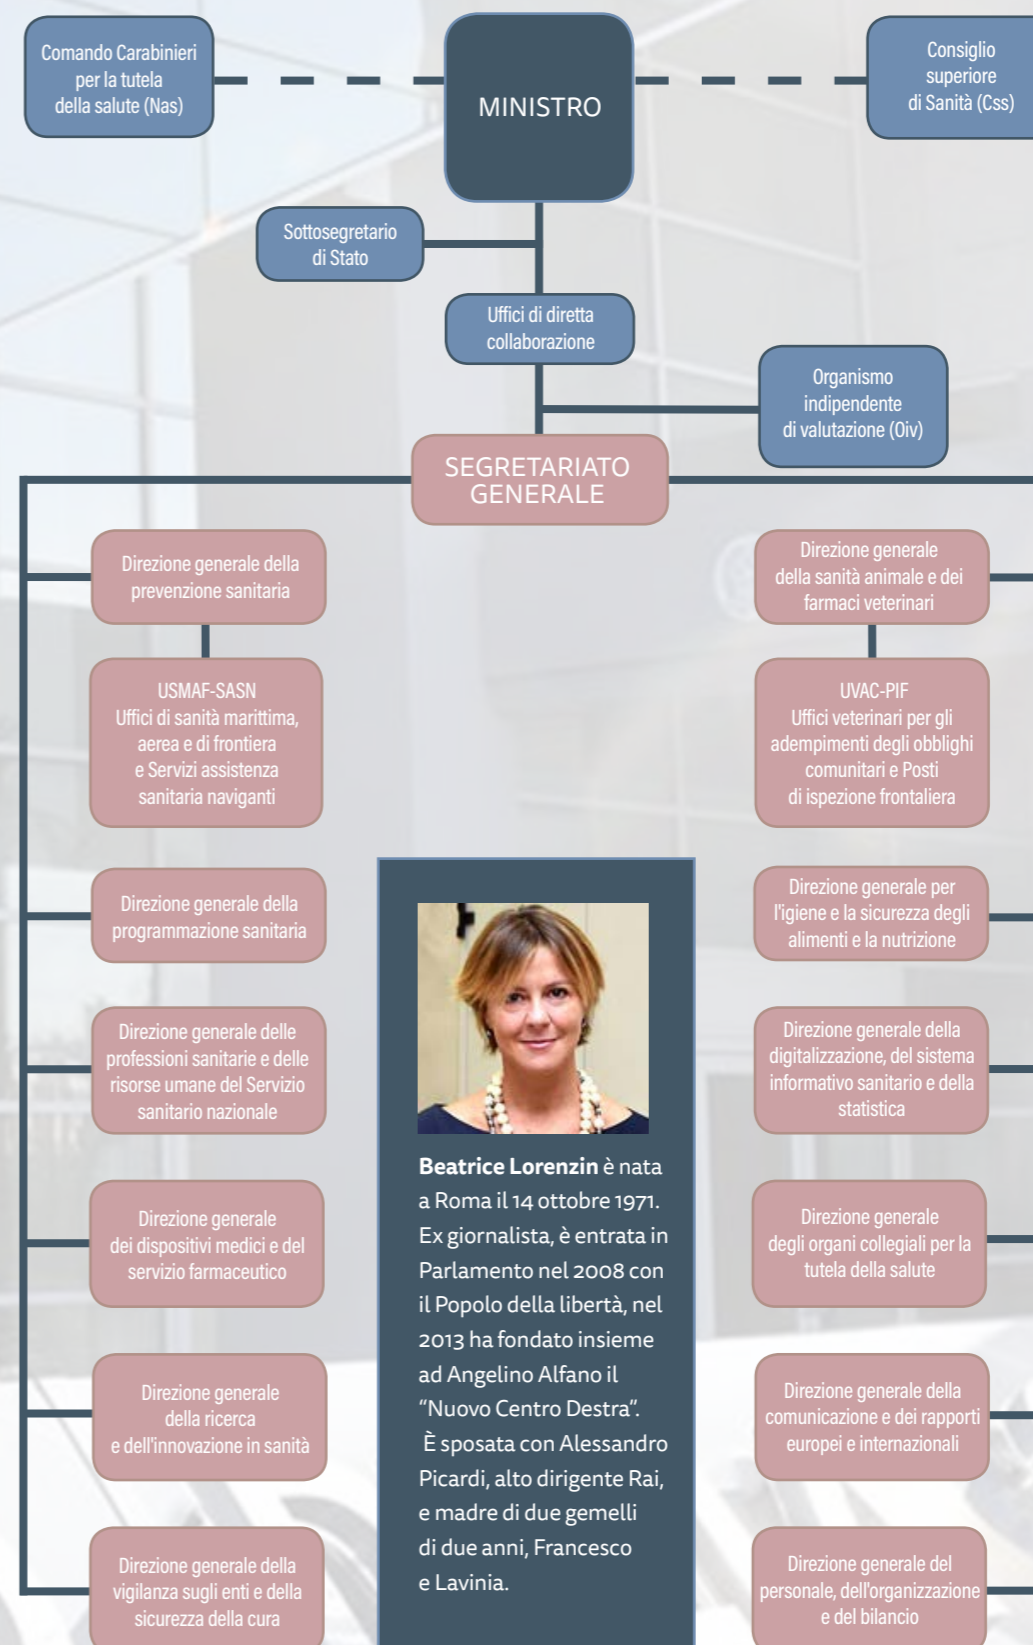 Comando Carabinieri
per la tutela
della salute (Nas)
MINISTRO
Consiglio
superiore
di Sanità (Css)
Sottosegretario
di Stato
Uffici di diretta
collaborazione
Organismo
indipendente
di valutazione (Oiv)
SEGRETARIATO
GENERALE
Direzione generale della
prevenzione sanitaria
USMAF-SASN
Uffici di sanità marittima,
aerea e di frontiera
e Servizi assistenza
sanitaria naviganti
Direzione generale della
programmazione sanitaria
Direzione generale delle
professioni sanitarie e delle
risorse umane del Servizio
sanitario nazionale
Direzione generale
dei dispositivi medici e del
servizio farmaceutico
Direzione generale
della ricerca
e dell'innovazione in sanità
Direzione generale della
vigilanza sugli enti e della
sicurezza della cura
Direzione generale
della sanità animale e dei
farmaci veterinari
UVAC-PIF
Uffici veterinari per gli
adempimenti degli obblighi
comunitari e Posti
di ispezione frontaliera
Direzione generale per
l'igiene e la sicurezza degli
alimenti e la nutrizione
Direzione generale della
digitalizzazione, del sistema
informativo sanitario e della
statistica
Direzione generale
degli organi collegiali per la
tutela della salute
Direzione generale della
comunicazione e dei rapporti
europei e internazionali
Direzione generale del
personale, dell'organizzazione
e del bilancio
Beatrice Lorenzin è nata
a Roma il 14 ottobre 1971.
Ex giornalista, è entrata in
Parlamento nel 2008 con
il Popolo della libertà, nel
2013 ha fondato insieme
ad Angelino Alfano il
“Nuovo Centro Destra”.
È sposata con Alessandro
Picardi, alto dirigente Rai,
e madre di due gemelli
di due anni, Francesco
e Lavinia.